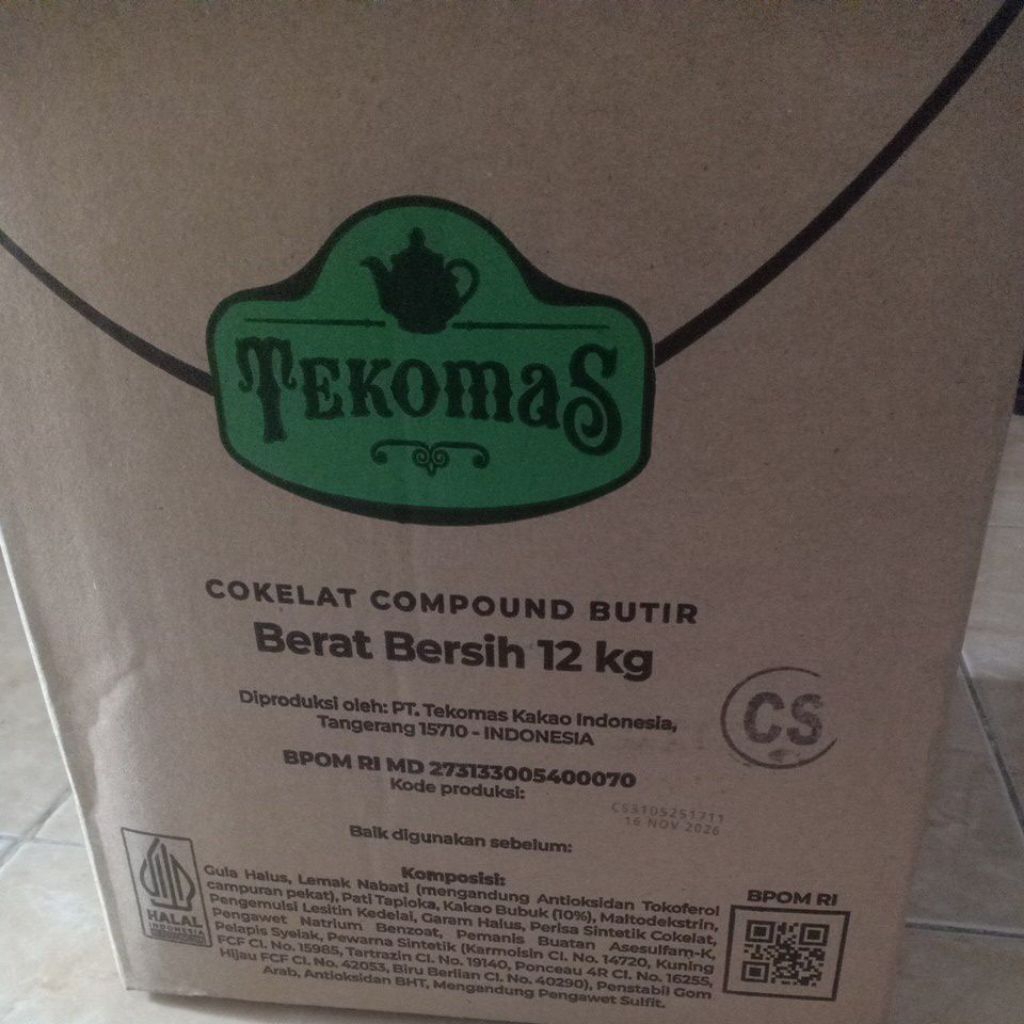 TEKOMAS
COKELAT COMPOUND BUTIR
Berat Bersih 12 kg
Diproduksi oleh: PT. Tekomas Kakao Indonesia,
Tangerang 15710 - INDONESIA
CS
BPOM RI MD 273133005400070
Kode produksi:
CS3105251711
16 NOV 2026
Baik digunakan sebelum:
Komposisi:
Gula Halus, Lemak Nabati (mengandung Antioksidan Tokoferol
campuran pekat), Pati Tapioka, Kakao Bubuk (10%), Maltodekstrin,
Pengemulsi Lesitin Kedelai, Garam Halus, Perisa Sintetik Cokelat,
Pengawet Natrium Benzoat, Pemanis Buatan Asesulfam-K,
Pelapis Syelak, Pewarna Sintetik (Karmoisin CI. No. 14720, Kuning
FCF CI. No. 15985, Tartrazin CI. No. 19140, Ponceau 4R CI. No. 16255,
Hijau FCF CI. No. 42053, Biru Berlian CI. No. 42090), Penstabil Gom
Arab, Antioksidan BHT, Mengandung Pengawet Sulfit.
HALAL
INDONESIA
BPOM RI